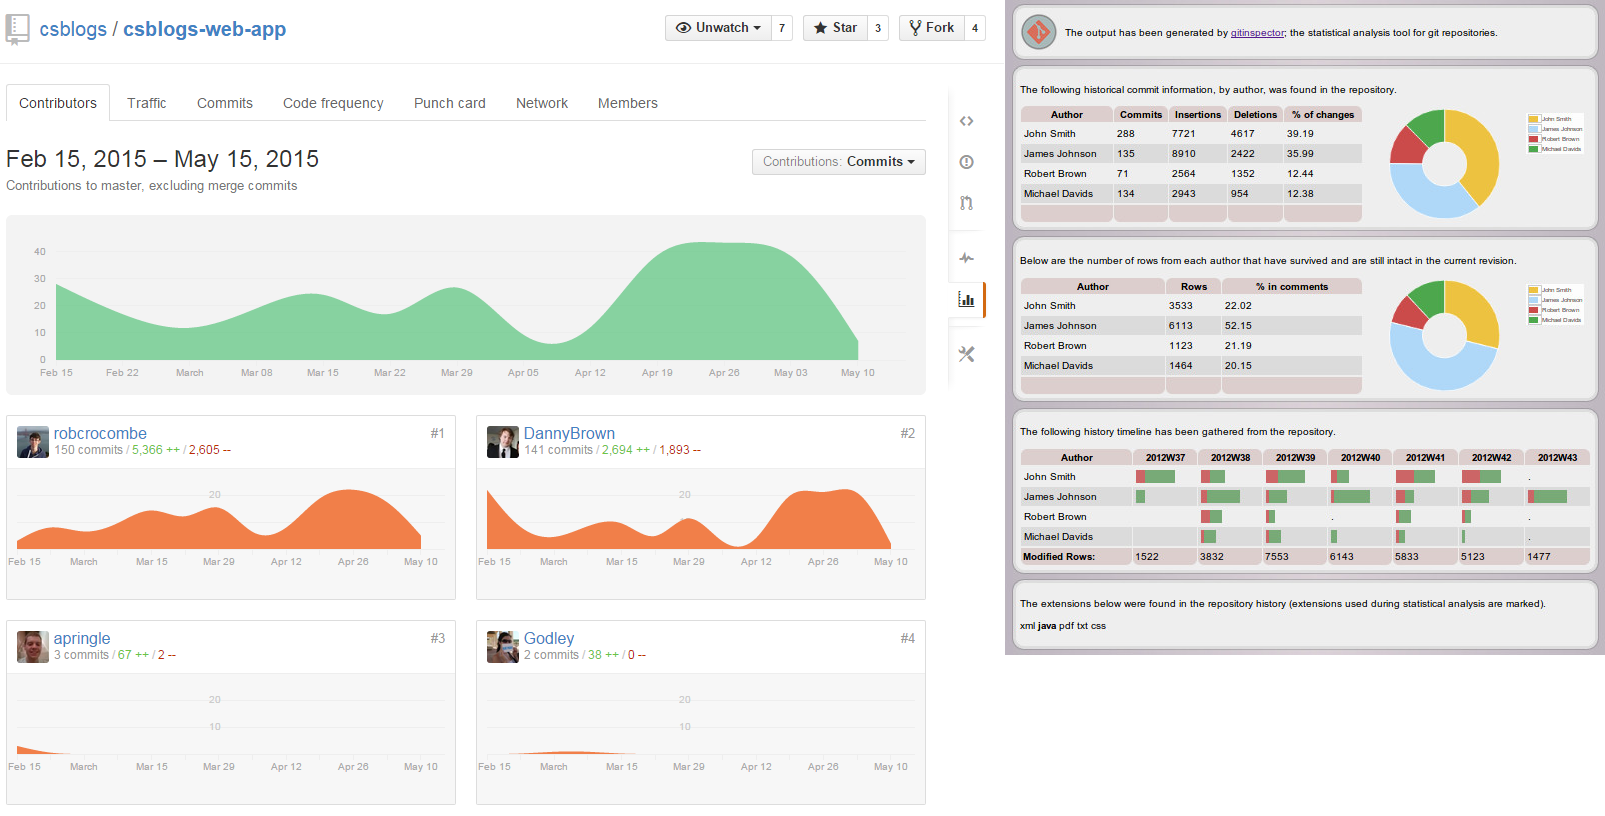 csblogs / csblogs-web-app
Unwatch 7 Star 3 Fork 4
Contributors Traffic Commits Code frequency Punch card Network Members
Feb 15, 2015 – May 15, 2015
Contributions to master, excluding merge commits
Contributions: Commits
40
30
20
10
0
Feb 15 Feb 22 March Mar 08 Mar 15 Mar 22 Mar 29 Apr 05 Apr 12 Apr 19 Apr 26 May 03 May 10
robcrocombe #1
150 commits / 5,366 ++ / 2,605 --
20
Feb 15 March Mar 15 Mar 29 Apr 12 Apr 26 May 10
DannyBrown #2
141 commits / 2,694 ++ / 1,893 --
20
Feb 15 March Mar 15 Mar 29 Apr 12 Apr 26 May 10
apringle #3
3 commits / 67 ++ / 2 --
20
10
Feb 15 March Mar 15 Mar 29 Apr 12 Apr 26 May 10
Godley #4
2 commits / 38 ++ / 0 --
20
10
Feb 15 March Mar 15 Mar 29 Apr 12 Apr 26 May 10
The output has been generated by gitinspector; the statistical analysis tool for git repositories.
The following historical commit information, by author, was found in the repository.
Author Commits Insertions Deletions % of changes
John Smith 288 7721 4617 39.19
James Johnson 135 8910 2422 35.99
Robert Brown 71 2564 1352 12.44
Michael Davids 134 2943 954 12.38
John Smith
James Johnson
Robert Brown
Michael Davids
Below are the number of rows from each author that have survived and are still intact in the current revision.
Author Rows % in comments
John Smith 3533 22.02
James Johnson 6113 52.15
Robert Brown 1123 21.19
Michael Davids 1464 20.15
John Smith
James Johnson
Robert Brown
Michael Davids
The following history timeline has been gathered from the repository.
Author 2012W37 2012W38 2012W39 2012W40 2012W41 2012W42 2012W43
John Smith .
James Johnson
Robert Brown . .
Michael Davids .
Modified Rows: 1522 3832 7553 6143 5833 5123 1477
The extensions below were found in the repository history (extensions used during statistical analysis are marked).
xml java pdf txt css